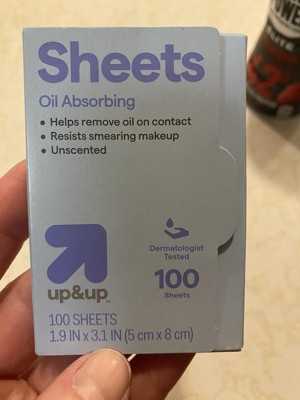 Sheets
Oil Absorbing
• Helps remove oil on contact
• Resists smearing makeup
• Unscented
Dermatologist
Tested
100
Sheets
up&up™
100 SHEETS
1.9 IN x 3.1 IN (5 cm x 8 cm)